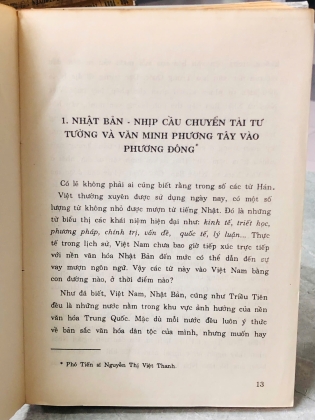 1. NHẬT BẢN - NHỊP CẦU CHUYỂN TẢI TƯ
TƯỞNG VÀ VĂN MINH PHƯƠNG TÂY VÀO
PHƯƠNG ĐÔNG*
Có lẽ không phải ai cũng biết rằng trong số các từ Hán.
Việt thường xuyên được sử dụng ngày nay, có một số
lượng từ không nhỏ được mượn từ tiếng Nhật. Đó là những
từ biểu thị các khái niệm hiện đại như: kinh tế, triết học,
phương pháp, chính trị, vấn đề, quốc tế, lý luận... Thực
tế trong lịch sử, Việt Nam chưa bao giờ tiếp xúc trực tiếp
với nền văn hóa Nhật Bản đến mức có thể dẫn đến cự
vay mượn ngôn ngữ. Vậy các từ này vào Việt Nam bằng
con đường nào, ở thời điểm nào?
Như đã biết, Việt Nam, Nhật Bản, cũng như Triều Tiên
đều là những nước nằm trong khu vực ảnh hưởng của nền
văn hóa Trung Quốc. Mặc dù mỗi nước đều luôn ý thức
về bản sắc văn hóa dân tộc của mình, nhưng muốn hay
* Phó Tiến sĩ Nguyễn Thị Việt Thanh
13